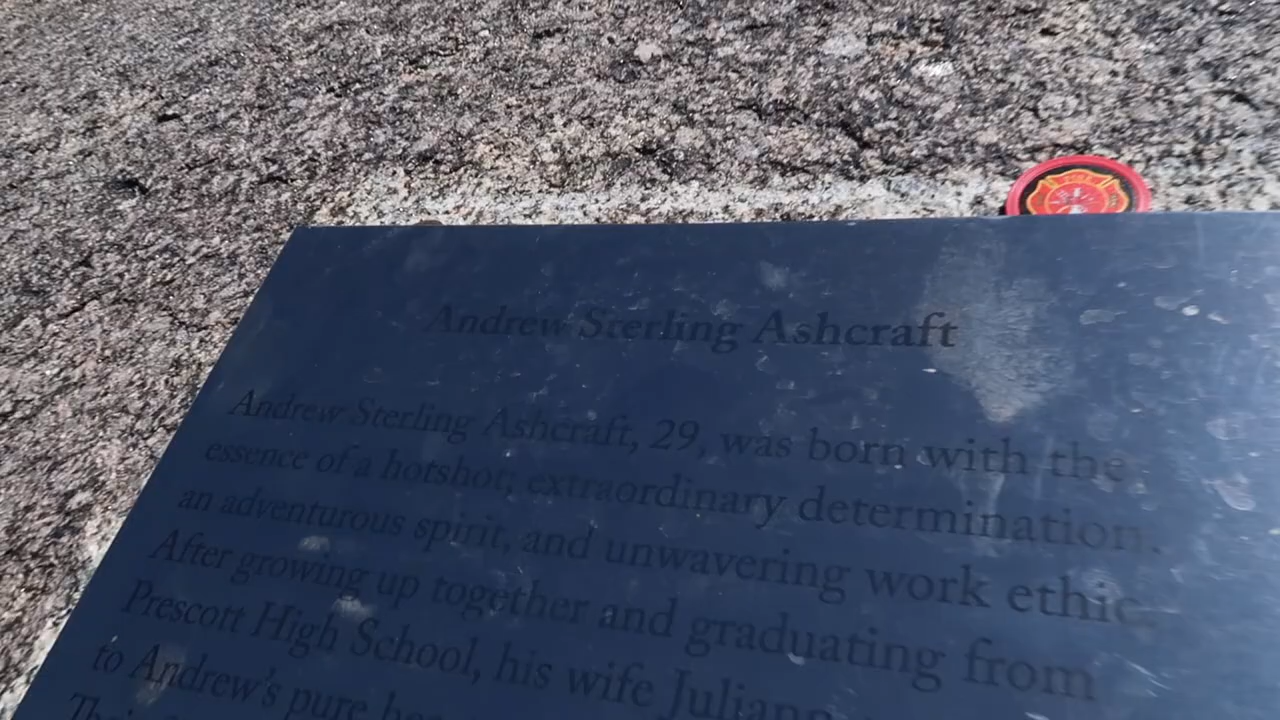 Andrew Sterling Ashcraft
Andrew Sterling Ashcraft, 29, was born with the
essence of a hotshot; extraordinary determination,
an adventurous spirit, and unwavering work ethic.
After growing up together and graduating from
Prescott High School, his wife
to Andrew's pure